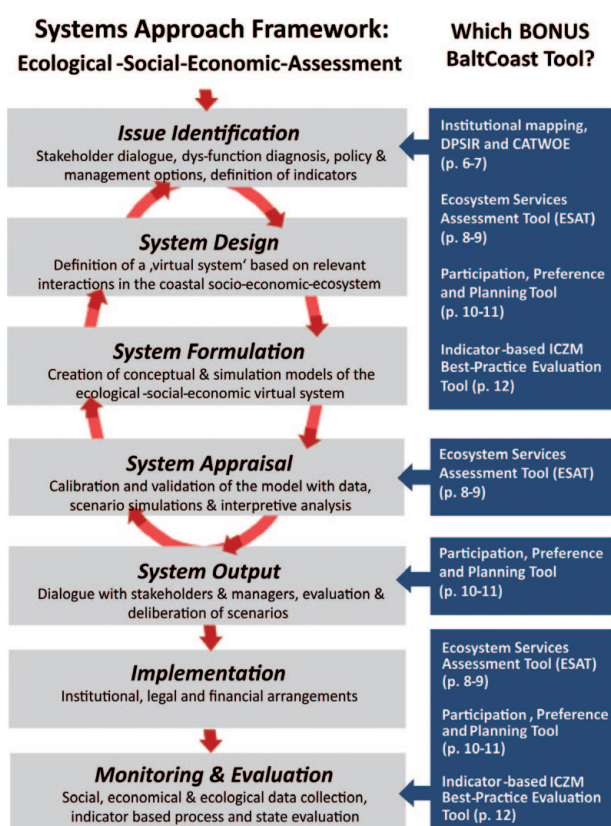 Systems Approach Framework:
Ecological -Social-Economic-Assessment
Issue Identification
Stakeholder dialogue, dys-function diagnosis, policy &
management options, definition of indicators
System Design
Definition of a ‚virtual system‘ based on relevant
interactions in the coastal socio-economic-ecosystem
System Formulation
Creation of conceptual & simulation models of the
ecological -social-economic virtual system
System Appraisal
Calibration and validation of the model with data,
scenario simulations & interpretive analysis
System Output
Dialogue with stakeholders & managers, evaluation &
deliberation of scenarios
Implementation
Institutional, legal and financial arrangements
Monitoring & Evaluation
Social, economical & ecological data collection,
indicator based process and state evaluation
Which BONUS
BaltCoast Tool?
Institutional mapping,
DPSIR and CATWOE
(p. 6-7)
Ecosystem Services
Assessment Tool (ESAT)
(p. 8-9)
Participation, Preference
and Planning Tool
(p. 10-11)
Indicator-based ICZM
Best-Practice Evaluation
Tool (p. 12)
Ecosystem Services
Assessment Tool (ESAT)
(p. 8-9)
Participation, Preference
and Planning Tool
(p. 10-11)
Ecosystem Services
Assessment Tool (ESAT)
(p. 8-9)
Participation , Preference
and Planning Tool
(p. 10-11)
Indicator-based ICZM
Best-Practice Evaluation
Tool (p. 12)